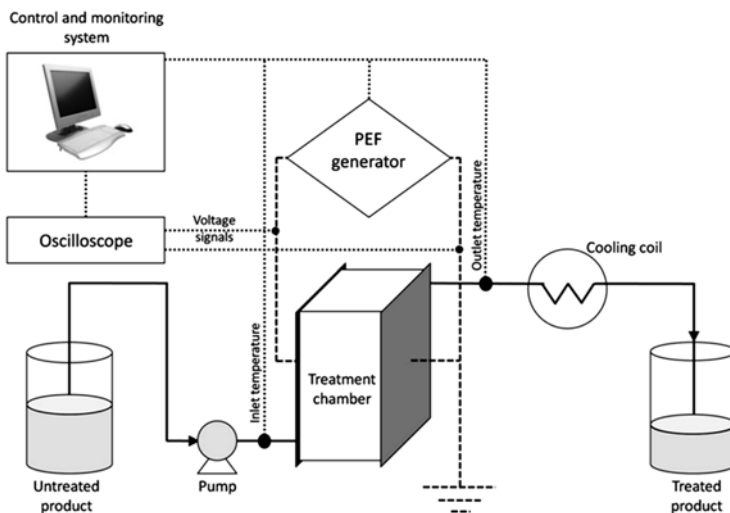 Control and monitoring
system
PEF
generator
Oscilloscope
Voltage
signals
Outlet temperature
Cooling coil
Inlet temperature
Treatment
chamber
Untreated
product
Pump
Treated
product